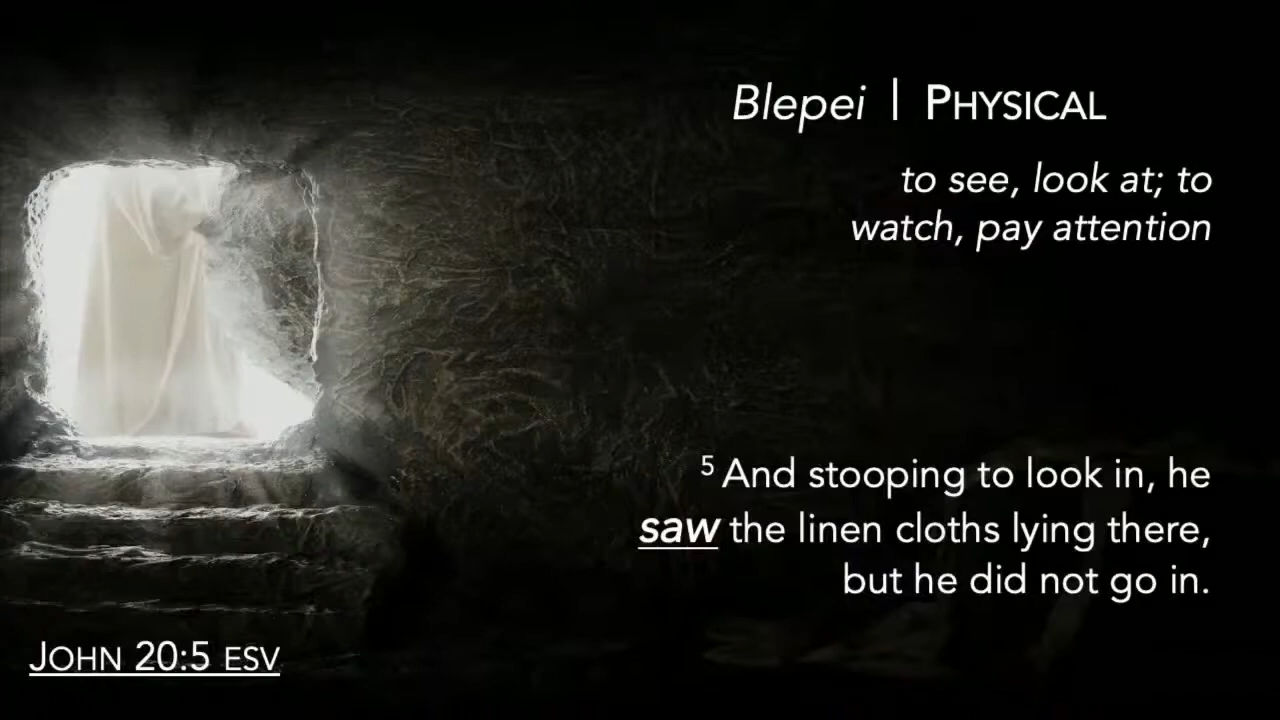 Blepei | PHYSICAL
to see, look at; to
watch, pay attention
5 And stooping to look in, he
saw the linen cloths lying there,
but he did not go in.
JOHN 20:5 ESV